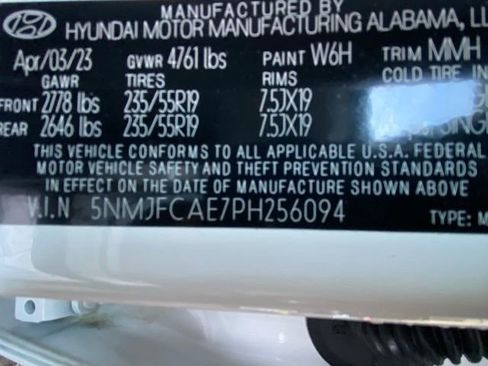 MANUFACTURED BY
HYUNDAI MOTOR MANUFACTURING ALABAMA, LL
Apr/03/23 GVWR 4761 lbs PAINT W6H TRIM MMH
GAWR TIRES RIMS COLD TIRE IN
FRONT 2778 lbs 235/55R19 7.5JX19
REAR 2646 lbs 235/55R19 7.5JX19
THIS VEHICLE CONFORMS TO ALL APPLICABLE U.S.A. FEDERAL
MOTOR VEHICLE SAFETY AND THEFT PREVENTION STANDARDS
IN EFFECT ON THE DATE OF MANUFACTURE SHOWN ABOVE
V.I.N 5NMJFCAE7PH256094 TYPE: M